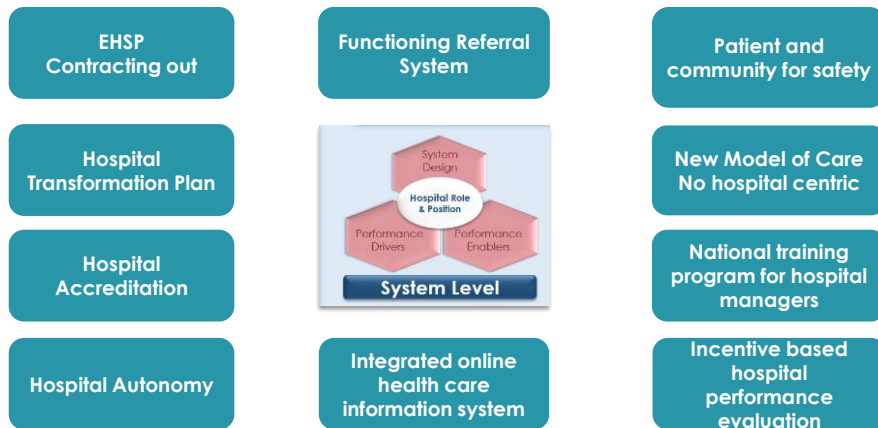 EHSP
Contracting out
Functioning Referral
System
Patient and
community for safety
Hospital
Transformation Plan
System
Design
Hospital Role
& Position
Performance
Drivers
Performance
Enablers
System Level
New Model of Care
No hospital centric
Hospital
Accreditation
National training
program for hospital
managers
Hospital Autonomy
Integrated online
health care
information system
Incentive based
hospital
performance
evaluation